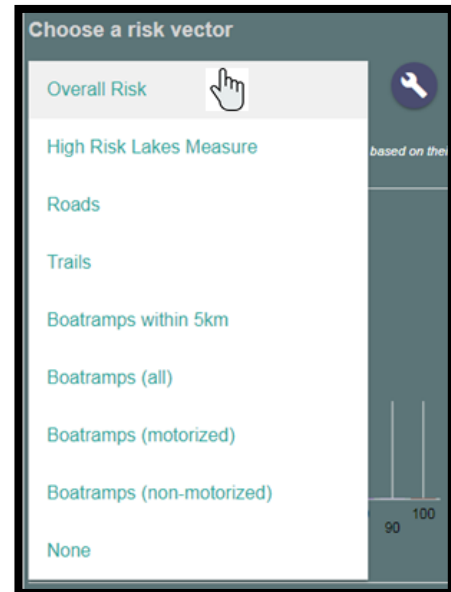 Choose a risk vector
Overall Risk
High Risk Lakes Measure
based on thei
Roads
Trails
Boatramps within 5km
Boatramps (all)
Boatramps (motorized)
Boatramps (non-motorized)
100
90
None